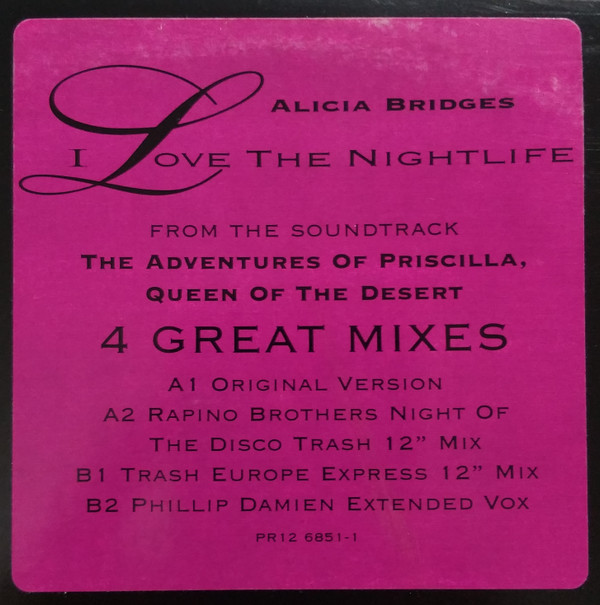 Alicia Bridges
I Love The Nightlife
from the soundtrack
The Adventures Of Priscilla,
Queen Of The Desert
4 GREAT MIXES
A1 Original Version
A2 Rapino Brothers Night Of
The Disco Trash 12” Mix
B1 Trash Europe Express 12” Mix
B2 Phillip Damien Extended Vox
PR12 6851-1